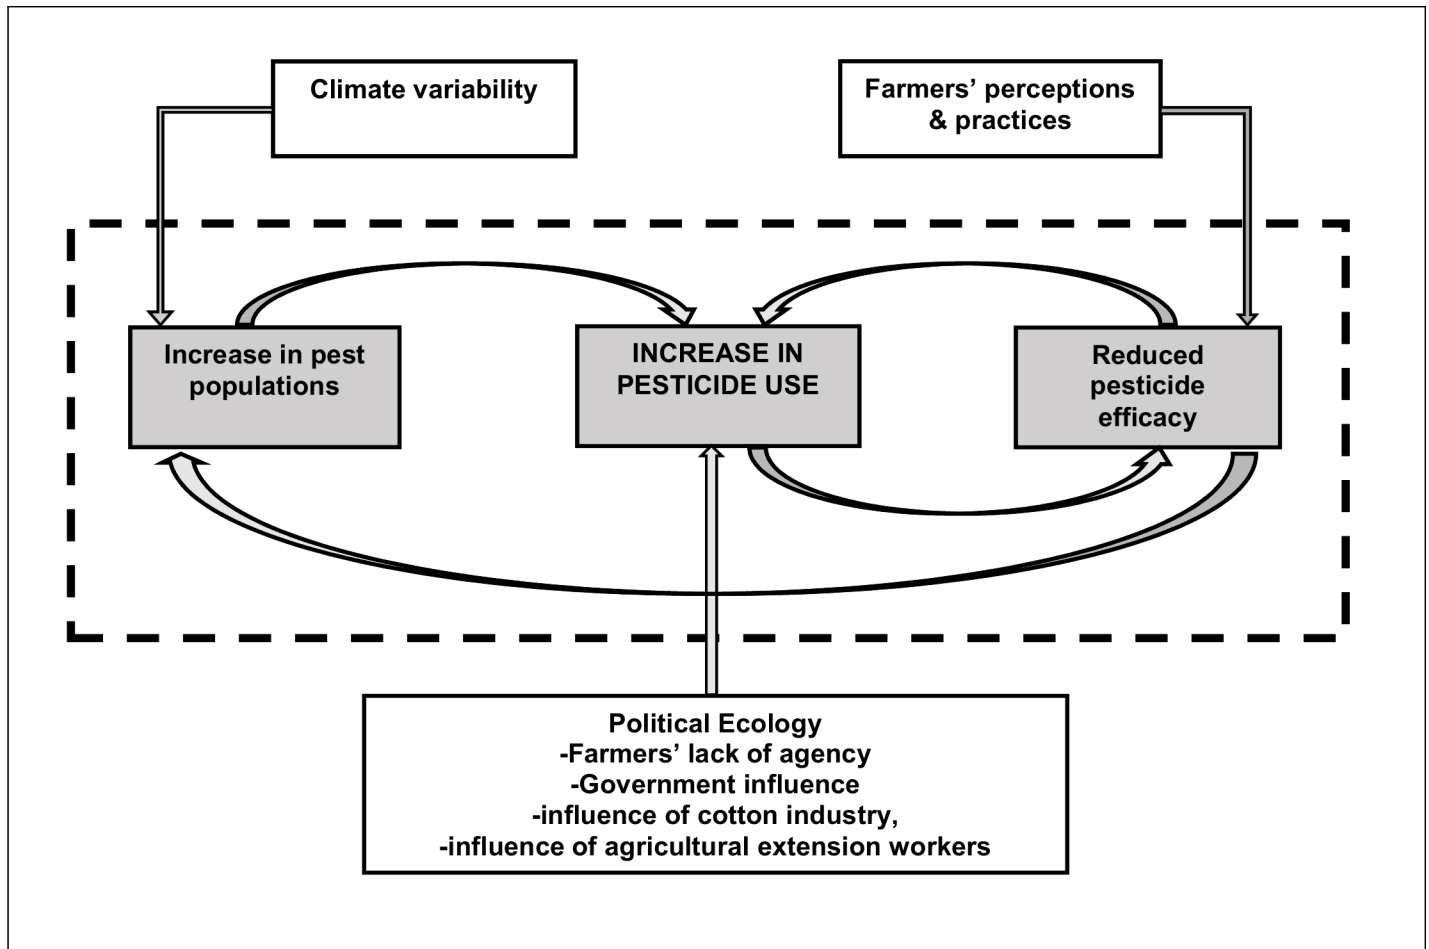 Climate variability
Farmers’ perceptions
& practices
Increase in pest
populations
INCREASE IN
PESTICIDE USE
Reduced
pesticide
efficacy
Political Ecology
-Farmers’ lack of agency
-Government influence
-influence of cotton industry,
-influence of agricultural extension workers